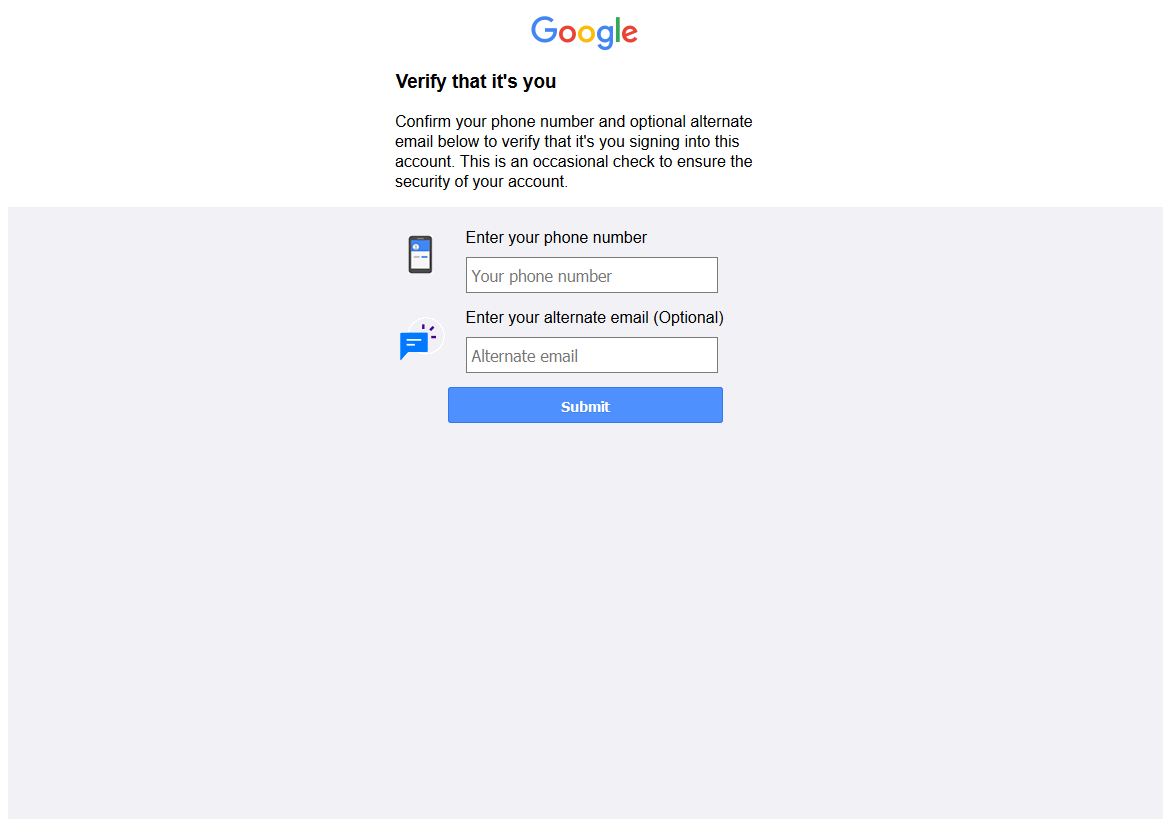 Google
Verify that it's you
Confirm your phone number and optional alternate
email below to verify that it's you signing into this
account. This is an occasional check to ensure the
security of your account.
Enter your phone number
Your phone number
Enter your alternate email (Optional)
Alternate email
Submit